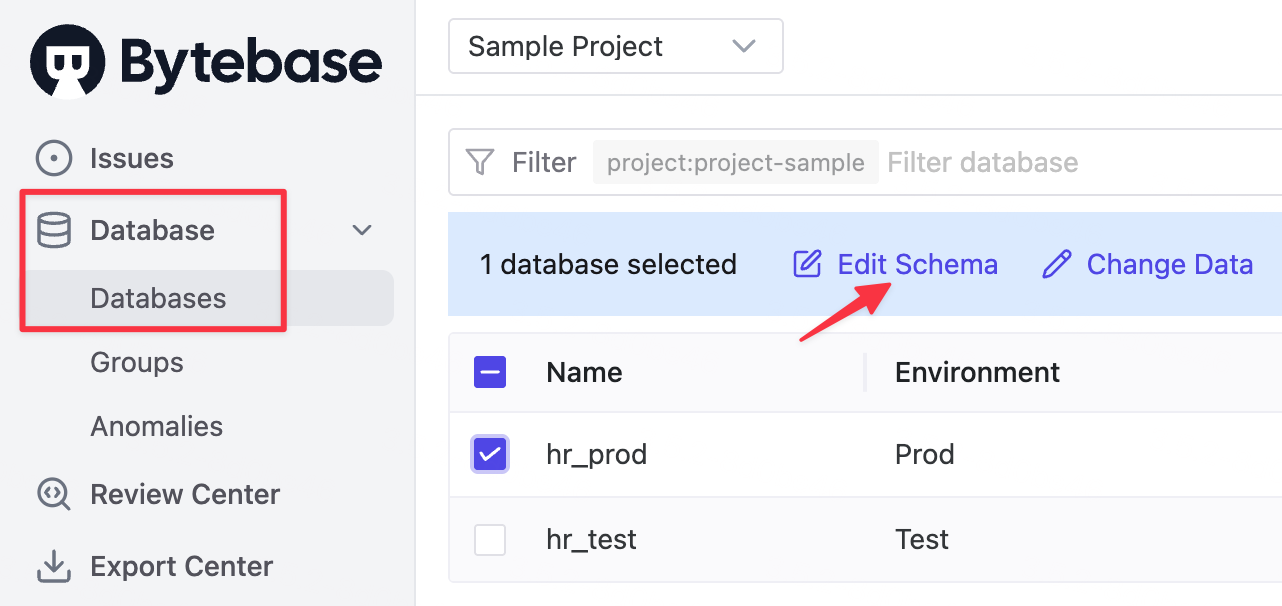 Bytebase
Issues
Database
Databases
Groups
Anomalies
Review Center
Export Center
Sample Project
Filter project:project-sample Filter database
1 database selected Edit Schema Change Data
Name Environment
hr_prod Prod
hr_test Test